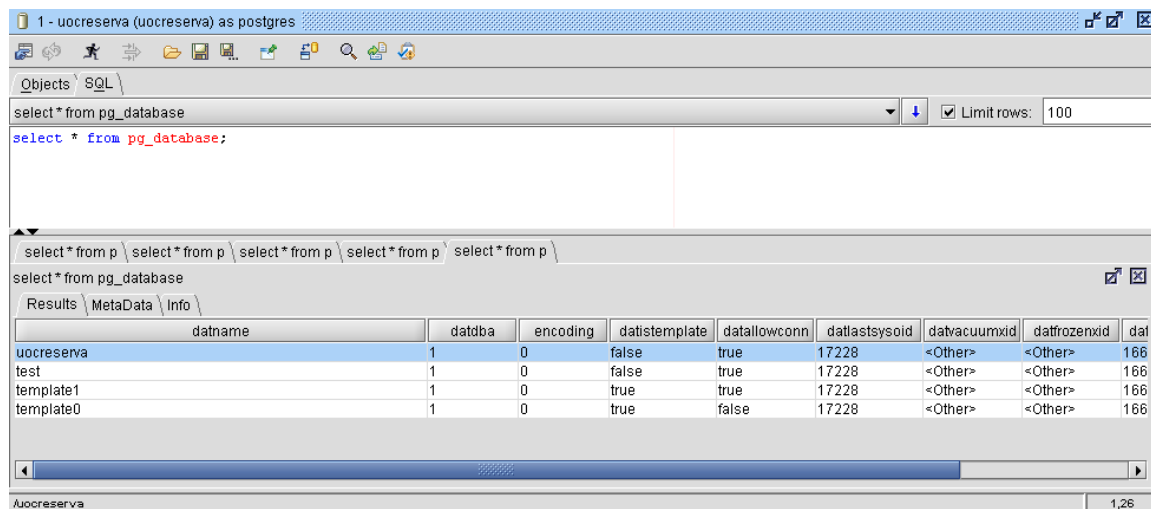 1 - uocreserva (uocreserva) as postgres
Objects SQL
select * from pg_database Limit rows: 100
select * from pg_database;
select * from p select * from p select * from p select * from p select * from p
select * from pg_database
Results MetaData Info
datname datdba encoding datistemplate datallowconn datlastsysoid datvacuumxid datfrozenxid dat
uocreserva 1 0 false true 17228 <Other> <Other> 166
test 1 0 false true 17228 <Other> <Other> 166
template1 1 0 true true 17228 <Other> <Other> 166
template0 1 0 true false 17228 <Other> <Other> 166
/uocreserva 1,26